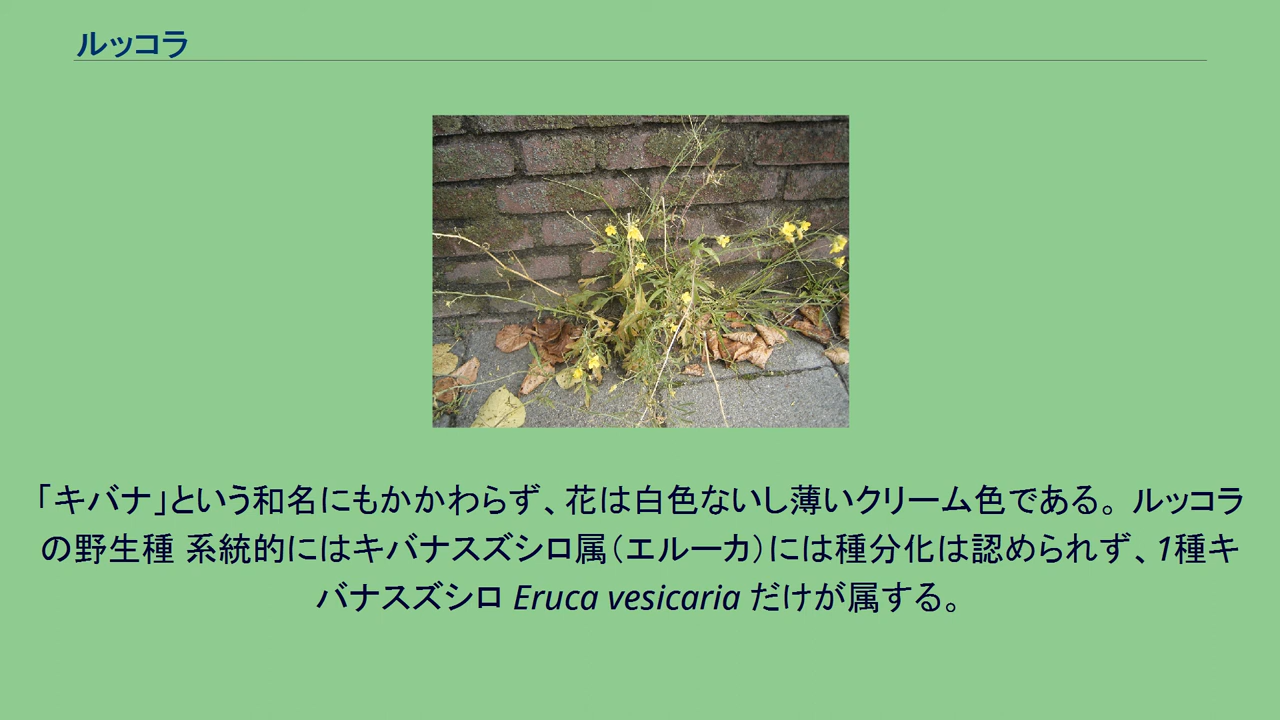 ルッコラ
「キバナ」という和名にもかかわらず、花は白色ないし薄いクリーム色である。 ルッコラ
の野生種 系統的にはキバナスズシロ属（エルーカ）には種分化は認められず、1種キ
バナスズシロ Eruca vesicaria だけが属する。